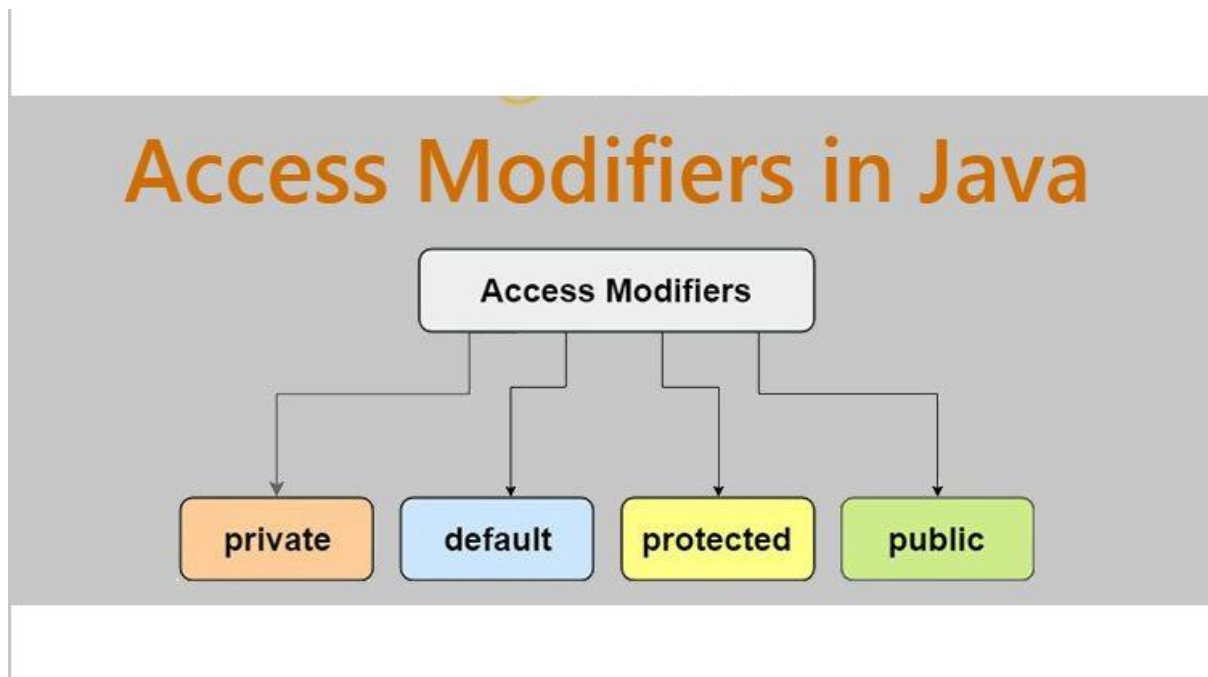 Access Modifiers in Java
Access Modifiers
private
default
protected
public